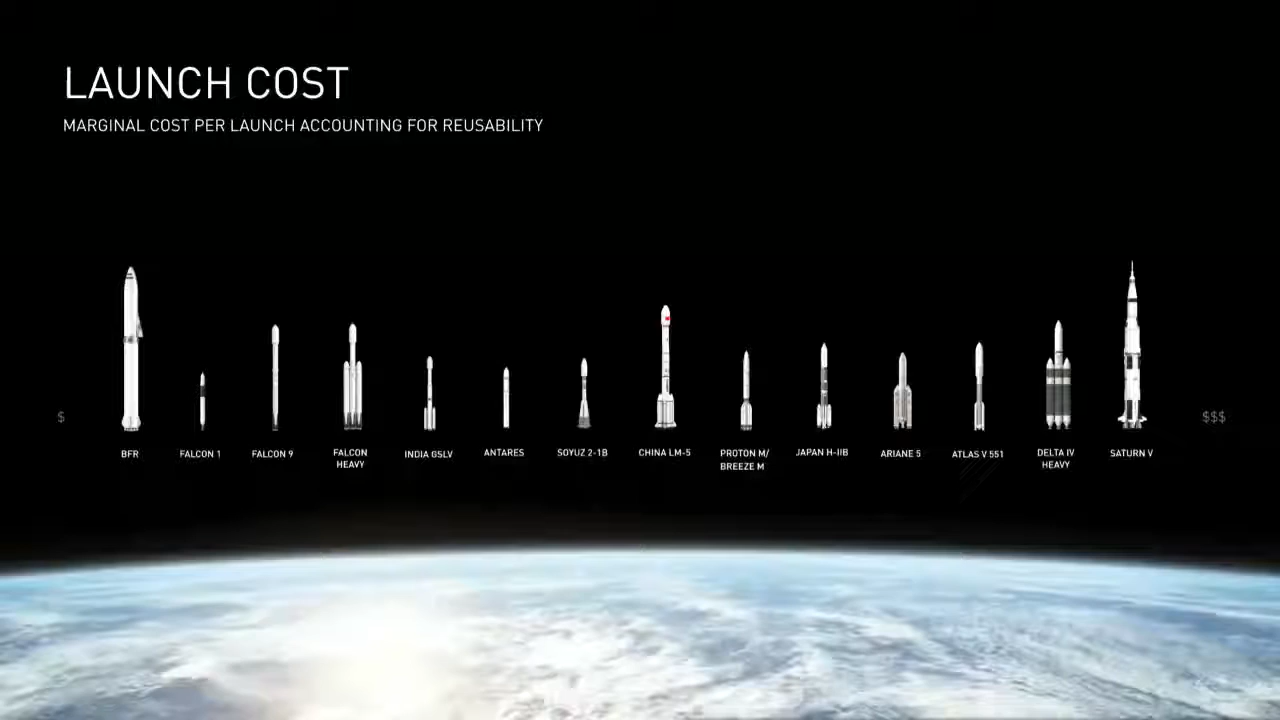 LAUNCH COST
MARGINAL COST PER LAUNCH ACCOUNTING FOR REUSABILITY
$
$$$
BFR
FALCON 1
FALCON 9
FALCON
HEAVY
INDIA GSLV
ANTARES
SOYUZ 2-1B
CHINA LM-5
PROTON M/
BREEZE M
JAPAN H-IIB
ARIANE 5
ATLAS V 551
DELTA IV
HEAVY
SATURN V